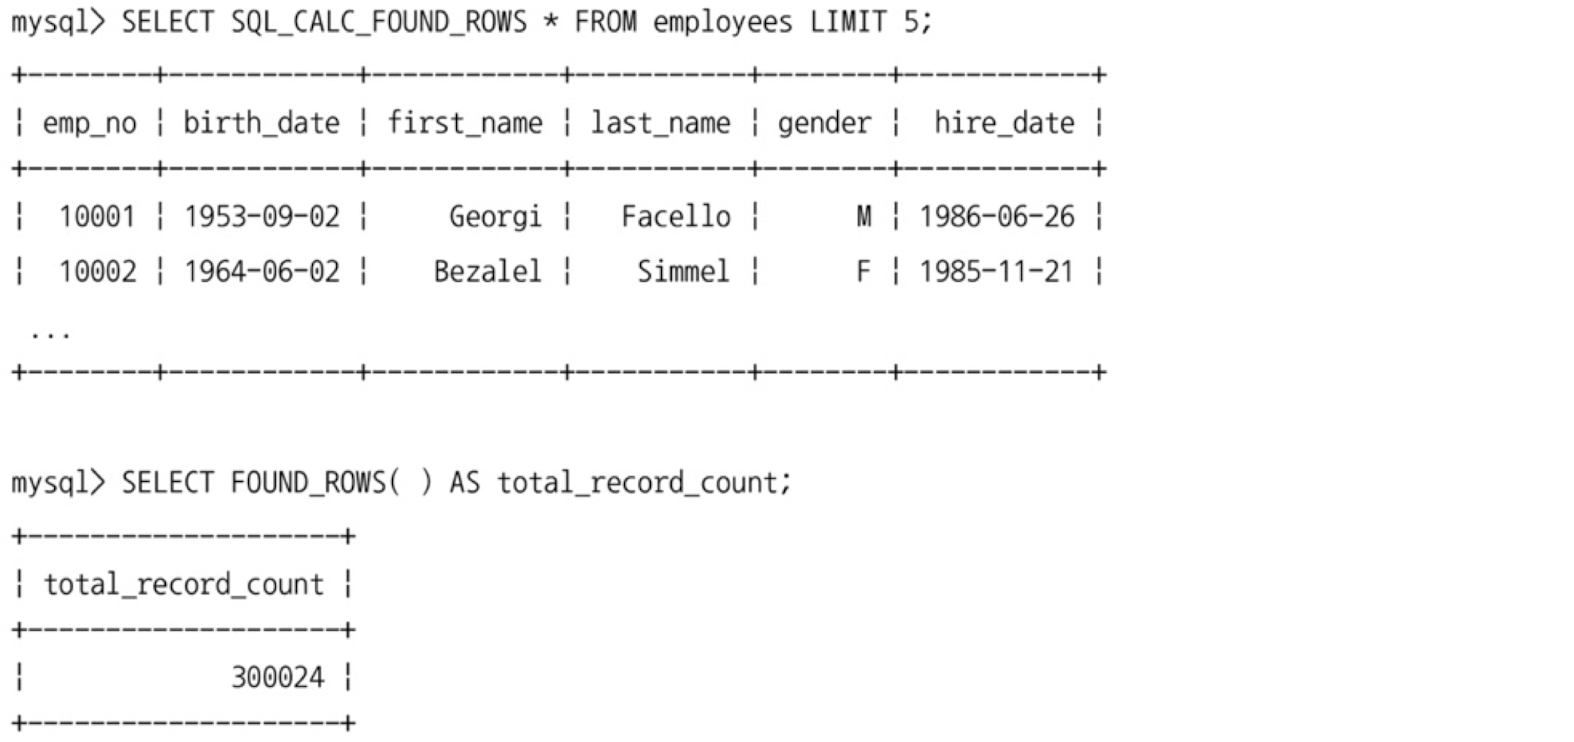 mysql> SELECT SQL_CALC_FOUND_ROWS * FROM employees LIMIT 5;
+--------+------------+------------+-----------+--------+------------+
¦ emp_no ¦ birth_date ¦ first_name ¦ last_name ¦ gender ¦  hire_date ¦
+--------+------------+------------+-----------+--------+------------+
¦  10001 ¦ 1953-09-02 ¦     Georgi ¦   Facello ¦      M ¦ 1986-06-26 ¦
¦  10002 ¦ 1964-06-02 ¦    Bezalel ¦    Simmel ¦      F ¦ 1985-11-21 ¦
 ...
+--------+------------+------------+-----------+--------+------------+
mysql> SELECT FOUND_ROWS( ) AS total_record_count;
+--------------------+
¦ total_record_count ¦
+--------------------+
¦             300024 ¦
+--------------------+